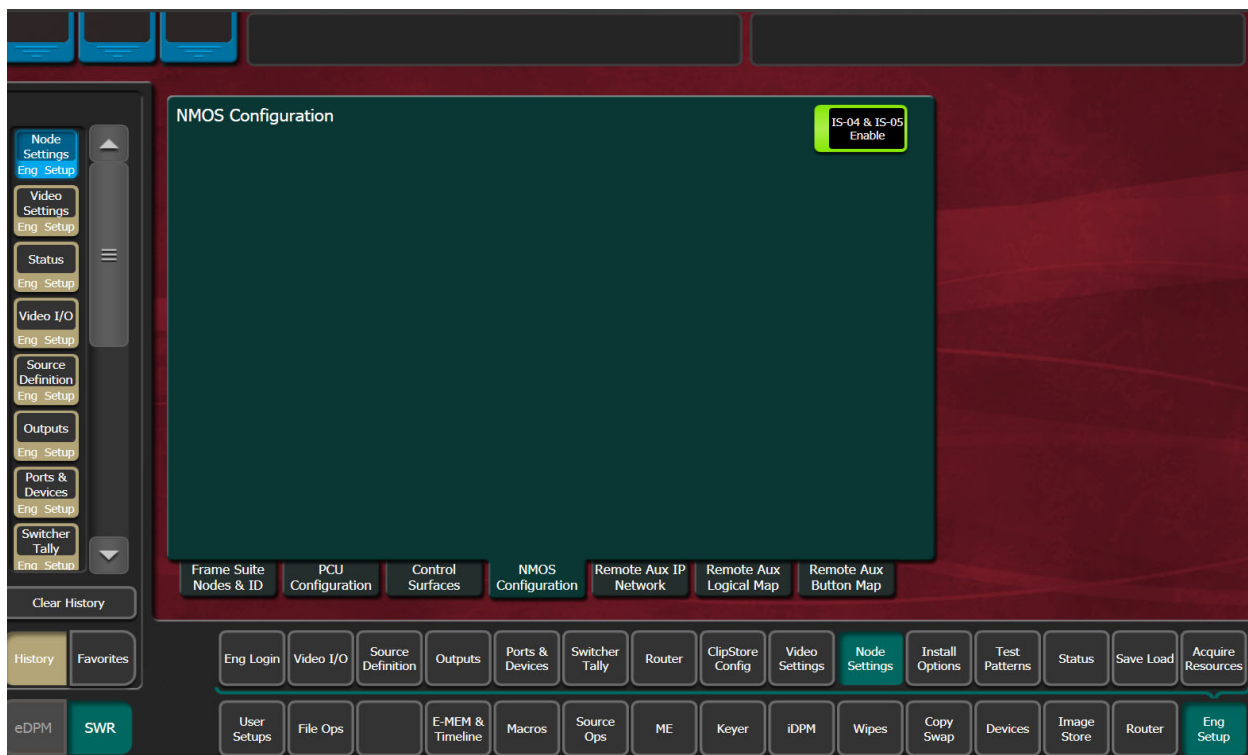 NMOS Configuration
IS-04 & IS-05
Enable
Node
Settings
Eng Setup
Video
Settings
Eng Setup
Status
Eng Setup
Video I/O
Eng Setup
Source
Definition
Eng Setup
Outputs
Eng Setup
Ports &
Devices
Eng Setup
Switcher
Tally
Eng Setup
Clear History
History
Favorites
Frame Suite
Nodes & ID
PCU
Configuration
Control
Surfaces
NMOS
Configuration
Remote Aux IP
Network
Remote Aux
Logical Map
Remote Aux
Button Map
Eng Login
Video I/O
Source
Definition
Outputs
Ports &
Devices
Switcher
Tally
Router
ClipStore
Config
Video
Settings
Node
Settings
Install
Options
Test
Patterns
Status
Save Load
Acquire
Resources
eDPM
SWR
User
Setups
File Ops
E-MEM &
Timeline
Macros
Source
Ops
ME
Keyer
iDPM
Wipes
Copy
Swap
Devices
Image
Store
Router
Eng
Setup